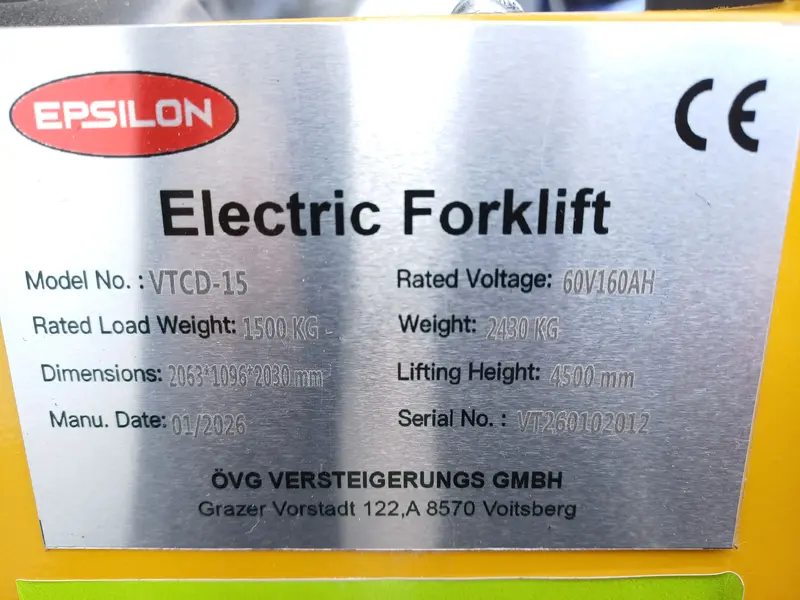 EPSILON
CE
Electric Forklift
Model No. : VTCD-15 Rated Voltage: 60V160AH
Rated Load Weight: 1500 KG Weight: 2430 KG
Dimensions: 2063*1096*2030 mm Lifting Height: 4500 mm
Manu. Date: 01/2026 Serial No. : VT260102012
ÖVG VERSTEIGERUNGS GMBH
Grazer Vorstadt 122,A 8570 Voitsberg